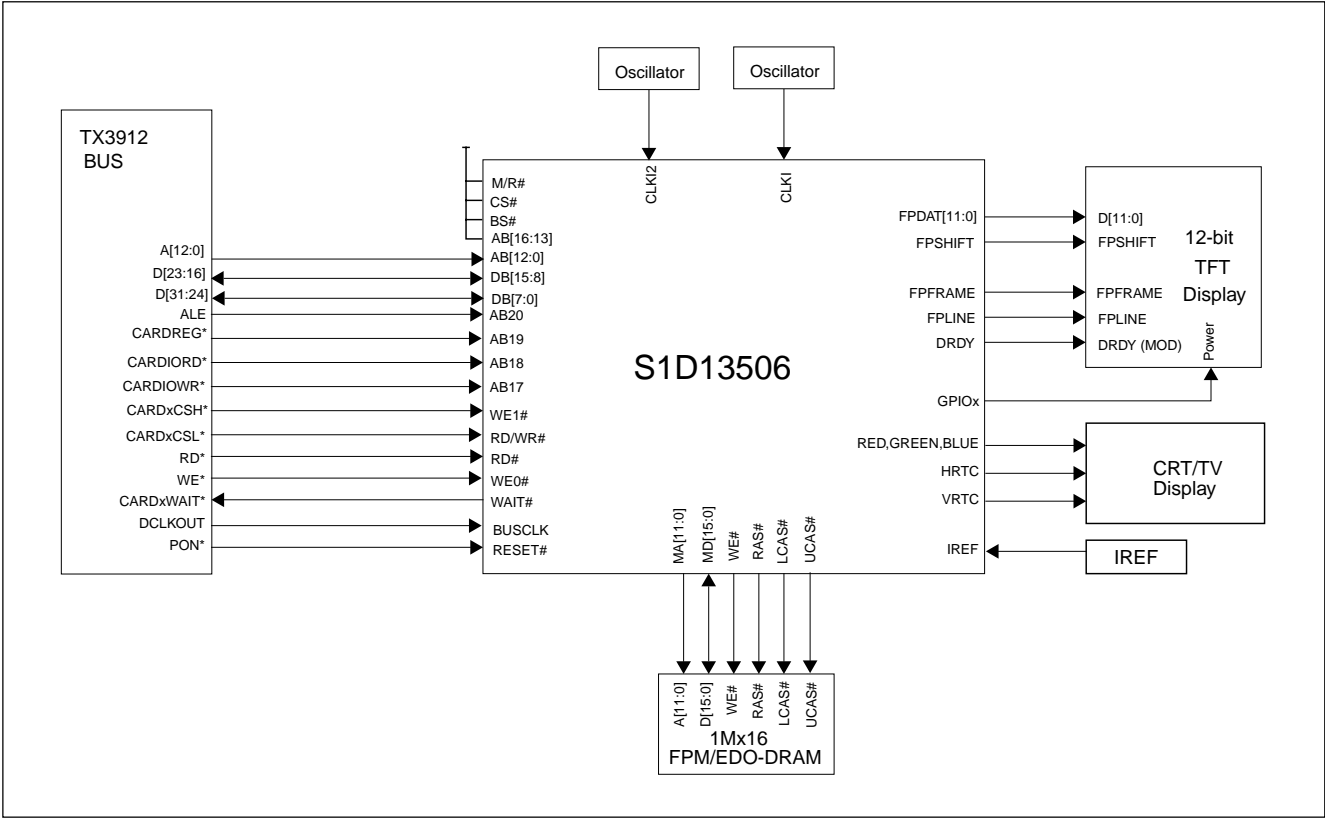 Oscillator
Oscillator
TX3912
BUS
A[12:0]
D[23:16]
D[31:24]
ALE
CARDREG*
CARDIORD*
CARDIOWR*
CARDxCSH*
CARDxCSL*
RD*
WE*
CARDxWAIT*
DCLKOUT
PON*
M/R#
CS#
BS#
AB[16:13]
AB[12:0]
DB[15:8]
DB[7:0]
AB20
AB19
AB18
AB17
WE1#
RD/WR#
RD#
WE0#
WAIT#
BUSCLK
RESET#
CLKI2
CLKI
S1D13506
FPDAT[11:0]
FPSHIFT
FPFRAME
FPLINE
DRDY
GPIOx
RED,GREEN,BLUE
HRTC
VRTC
IREF
MA[11:0]
MD[15:0]
WE#
RAS#
LCAS#
UCAS#
D[11:0]
FPSHIFT
FPFRAME
FPLINE
DRDY (MOD)
12-bit
TFT
Display
Power
CRT/TV
Display
IREF
A[11:0]
D[15:0]
WE#
RAS#
LCAS#
UCAS#
1Mx16
FPM/EDO-DRAM